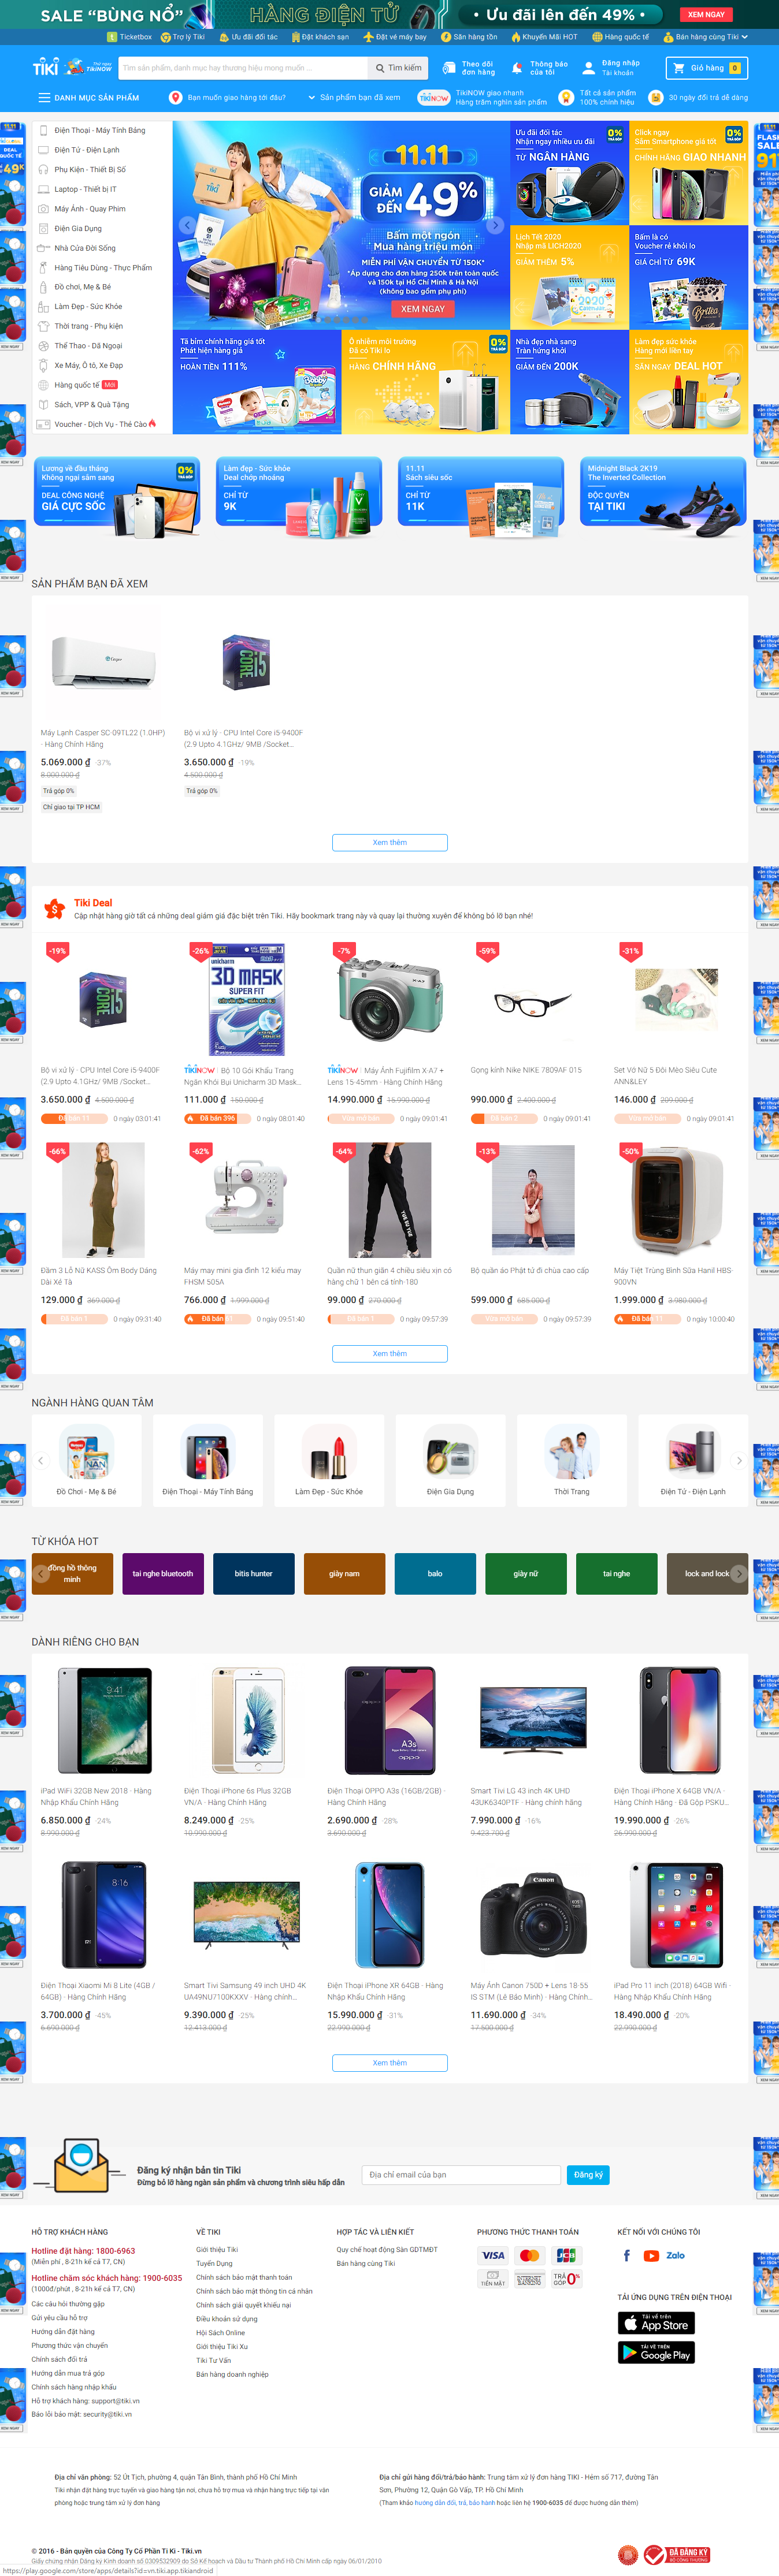 SALE “BÙNG NỔ”
HÀNG ĐIỆN TỬ
• Ưu đãi lên đến 49% •
XEM NGAY
Ticketbox
Trợ lý Tiki
Ưu đãi đối tác
Đặt khách sạn
Đặt vé máy bay
Săn hàng tồn
Khuyến Mãi HOT
Hàng quốc tế
Bán hàng cùng Tiki
TIKI
TikiNOW
Tìm sản phẩm, danh mục hay thương hiệu mong muốn ...
Tìm kiếm
Theo dõi
đơn hàng
Thông báo
của tôi
Đăng nhập
Tài khoản
Giỏ hàng
0
DANH MỤC SẢN PHẨM
Bạn muốn giao hàng tới đâu?
Sản phẩm bạn đã xem
TIKINOW
TikiNOW giao nhanh
Hàng trăm nghìn sản phẩm
Tất cả sản phẩm
100% chính hiệu
30 ngày đổi trả dễ dàng
Điện Thoại - Máy Tính Bảng
Điện Tử - Điện Lạnh
Phụ Kiện - Thiết Bị Số
Laptop - Thiết bị IT
Máy Ảnh - Quay Phim
Điện Gia Dụng
Nhà Cửa Đời Sống
Hàng Tiêu Dùng - Thực Phẩm
Đồ chơi, Mẹ & Bé
Làm Đẹp - Sức Khỏe
Thời trang - Phụ kiện
Thể Thao - Dã Ngoại
Xe Máy, Ô tô, Xe Đạp
Hàng quốc tế Mới
Sách, VPP & Quà Tặng
Voucher - Dịch Vụ - Thẻ Cào
11.11
GIẢM
ĐẾN 49%
Bấm một ngón
Mua hàng triệu món
MIỄN PHÍ VẬN CHUYỂN TỪ 150K*
*Áp dụng cho đơn hàng 250k trên toàn quốc
và 150k tại Hồ Chí Minh & Hà Nội
(không bao gồm phụ phí)
XEM NGAY
Ưu đãi đối tác
Nhận ngay nhiều ưu đãi
TỪ NGÂN HÀNG
0%
TRẢ GÓP
Click ngay
Sắm Smartphone giá tốt
CHÍNH HÃNG GIAO NHANH
0%
TRẢ GÓP
Lịch Tết 2020
Nhập mã LICH2020
GIẢM THÊM 5%
Bấm là có
Voucher rẻ khỏi lo
GIÁ CHỈ TỪ 69K
Tã bỉm chính hãng giá tốt
Phát hiện hàng giả
HOÀN TIỀN 111%
Ô nhiễm môi trường
Đã có Tiki lo
HÀNG CHÍNH HÃNG
0%
TRẢ GÓP
Nhà đẹp nhà sang
Tràn hứng khởi
GIẢM ĐẾN 200K
Làm đẹp sức khỏe
Hàng mới liền tay
SẴN NGAY DEAL HOT
Lương về đầu tháng
Không ngại sắm sang
DEAL CÔNG NGHỆ
GIÁ CỰC SỐC
0%
TRẢ GÓP
Làm đẹp - Sức khỏe
Deal chớp nhoáng
CHỈ TỪ
9K
11.11
Sách siêu sốc
CHỈ TỪ
11K
Midnight Black 2K19
The Inverted Collection
ĐỘC QUYỀN
TẠI TIKI
SẢN PHẨM BẠN ĐÃ XEM
Máy Lạnh Casper SC-09TL22 (1.0HP)
- Hàng Chính Hãng
5.069.000 ₫ -37%
8.000.000 ₫
Trả góp 0%
Chỉ giao tại TP HCM
Bộ vi xử lý - CPU Intel Core i5-9400F
(2.9 Upto 4.1GHz/ 9MB /Socket...
3.650.000 ₫ -19%
4.500.000 ₫
Trả góp 0%
Xem thêm
Tiki Deal
Cập nhật hàng giờ tất cả những deal giảm giá đặc biệt trên Tiki. Hãy bookmark trang này và quay lại thường xuyên để không bỏ lỡ bạn nhé!
-19%
Bộ vi xử lý - CPU Intel Core i5-9400F
(2.9 Upto 4.1GHz/ 9MB /Socket...
3.650.000 ₫ 4.500.000 ₫
Đã bán 11
0 ngày 03:01:41
-26%
TIKINOW | Bộ 10 Gói Khẩu Trang
Ngăn Khói Bụi Unicharm 3D Mask...
111.000 ₫ 150.000 ₫
Đã bán 396
0 ngày 08:01:40
-7%
TIKINOW | Máy Ảnh Fujifilm X-A7 +
Lens 15-45mm - Hàng Chính Hãng
14.990.000 ₫ 15.990.000 ₫
Vừa mở bán
0 ngày 09:01:41
-59%
Gọng kính Nike NIKE 7809AF 015
990.000 ₫ 2.400.000 ₫
0 ngày 09:01:41
-31%
Set Vớ Nữ 5 Đôi Mèo Siêu Cute
ANN&LEY
146.000 ₫ 209.000 ₫
Vừa mở bán
0 ngày 09:01:41
-66%
Đầm 3 Lỗ Nữ KASS Ôm Body Dáng
Dài Xẻ Tà
129.000 ₫ 369.000 ₫
Đã bán 1
0 ngày 09:31:40
-62%
Máy may mini gia đình 12 kiểu may
FHSM 505A
766.000 ₫ 1.999.000 ₫
0 ngày 09:51:40
-64%
Quần nữ thun giãn 4 chiều siêu xịn có
hàng chữ 1 bên cá tính-180
99.000 ₫ 270.000 ₫
Đã bán 1
0 ngày 09:57:39
-13%
Bộ quần áo Phật tử đi chùa cao cấp
599.000 ₫ 685.000 ₫
Vừa mở bán
0 ngày 09:57:39
-50%
Máy Tiệt Trùng Bình Sữa Hanil HBS-
900VN
1.999.000 ₫ 3.980.000 ₫
Đã bán 11
0 ngày 10:00:40
Xem thêm
NGÀNH HÀNG QUAN TÂM
Đồ Chơi - Mẹ & Bé
Điện Thoại - Máy Tính Bảng
Làm Đẹp - Sức Khỏe
Điện Gia Dụng
Thời Trang
Điện Tử - Điện Lạnh
TỪ KHÓA HOT
đồng hồ thông
minh
tai nghe bluetooth
bitis hunter
giày nam
balo
giày nữ
tai nghe
lock and lock
DÀNH RIÊNG CHO BẠN
iPad WiFi 32GB New 2018 - Hàng
Nhập Khẩu Chính Hãng
6.850.000 ₫ -24%
8.990.000 ₫
Điện Thoại iPhone 6s Plus 32GB
VN/A - Hàng Chính Hãng
8.249.000 ₫ -25%
10.990.000 ₫
Điện Thoại OPPO A3s (16GB/2GB) -
Hàng Chính Hãng
2.690.000 ₫ -28%
3.690.000 ₫
Smart Tivi LG 43 inch 4K UHD
43UK6340PTF - Hàng chính hãng
7.990.000 ₫ -16%
9.423.700 ₫
Điện Thoại iPhone X 64GB VN/A -
Hàng Chính Hãng - Đã Gộp PSKU...
19.990.000 ₫ -26%
26.990.000 ₫
Điện Thoại Xiaomi Mi 8 Lite (4GB /
64GB) - Hàng Chính Hãng
3.700.000 ₫ -45%
6.690.000 ₫
Smart Tivi Samsung 49 inch UHD 4K
UA49NU7100KXXV - Hàng chính...
9.390.000 ₫ -25%
12.413.000 ₫
Điện Thoại iPhone XR 64GB - Hàng
Nhập Khẩu Chính Hãng
15.990.000 ₫ -31%
22.990.000 ₫
Máy Ảnh Canon 750D + Lens 18-55
IS STM (Lê Bảo Minh) - Hàng Chính...
11.690.000 ₫ -34%
17.500.000 ₫
iPad Pro 11 inch (2018) 64GB Wifi -
Hàng Nhập Khẩu Chính Hãng
18.490.000 ₫ -20%
22.990.000 ₫
Xem thêm
Đăng ký nhận bản tin Tiki
Đừng bỏ lỡ hàng ngàn sản phẩm và chương trình siêu hấp dẫn
Địa chỉ email của bạn
Đăng ký
HỖ TRỢ KHÁCH HÀNG
Hotline đặt hàng: 1800-6963
(Miễn phí , 8-21h kể cả T7, CN)
Hotline chăm sóc khách hàng: 1900-6035
(1000đ/phút , 8-21h kể cả T7, CN)
Các câu hỏi thường gặp
Gửi yêu cầu hỗ trợ
Hướng dẫn đặt hàng
Phương thức vận chuyển
Chính sách đổi trả
Hướng dẫn mua trả góp
Chính sách hàng nhập khẩu
Hỗ trợ khách hàng: support@tiki.vn
Báo lỗi bảo mật: security@tiki.vn
VỀ TIKI
Giới thiệu Tiki
Tuyển Dụng
Chính sách bảo mật thanh toán
Chính sách bảo mật thông tin cá nhân
Chính sách giải quyết khiếu nại
Điều khoản sử dụng
Hội Sách Online
Giới thiệu Tiki Xu
Tiki Tư Vấn
Bán hàng doanh nghiệp
HỢP TÁC VÀ LIÊN KẾT
Quy chế hoạt động Sàn GDTMĐT
Bán hàng cùng Tiki
PHƯƠNG THỨC THANH TOÁN
VISA
JCB
TIỀN MẶT
INTERNET BANKING
TRẢ GÓP 0%
KẾT NỐI VỚI CHÚNG TÔI
Zalo
TẢI ỨNG DỤNG TRÊN ĐIỆN THOẠI
Tải về trên
App Store
TẢI VỀ TRÊN
Google Play
Địa chỉ văn phòng: 52 Út Tịch, phường 4, quận Tân Bình, thành phố Hồ Chí Minh
Tiki nhận đặt hàng trực tuyến và giao hàng tận nơi, chưa hỗ trợ mua và nhận hàng trực tiếp tại văn
phòng hoặc trung tâm xử lý đơn hàng
Địa chỉ gửi hàng đổi/trả/bảo hành: Trung tâm xử lý đơn hàng TIKI - Hẻm số 717, đường Tân
Sơn, Phường 12, Quận Gò Vấp, TP. Hồ Chí Minh
(Tham khảo hướng dẫn đổi, trả, bảo hành hoặc liên hệ 1900-6035 để được hướng dẫn thêm)
© 2016 - Bản quyền của Công Ty Cổ Phần Ti Ki - Tiki.vn
Giấy chứng nhận Đăng ký Kinh doanh số 0309532909 do Sở Kế hoạch và Đầu tư Thành phố Hồ Chí Minh cấp ngày 06/01/2010
ĐÃ ĐĂNG KÝ
BỘ CÔNG THƯƠNG
https://play.google.com/store/apps/details?id=vn.tiki.app.tikiandroid